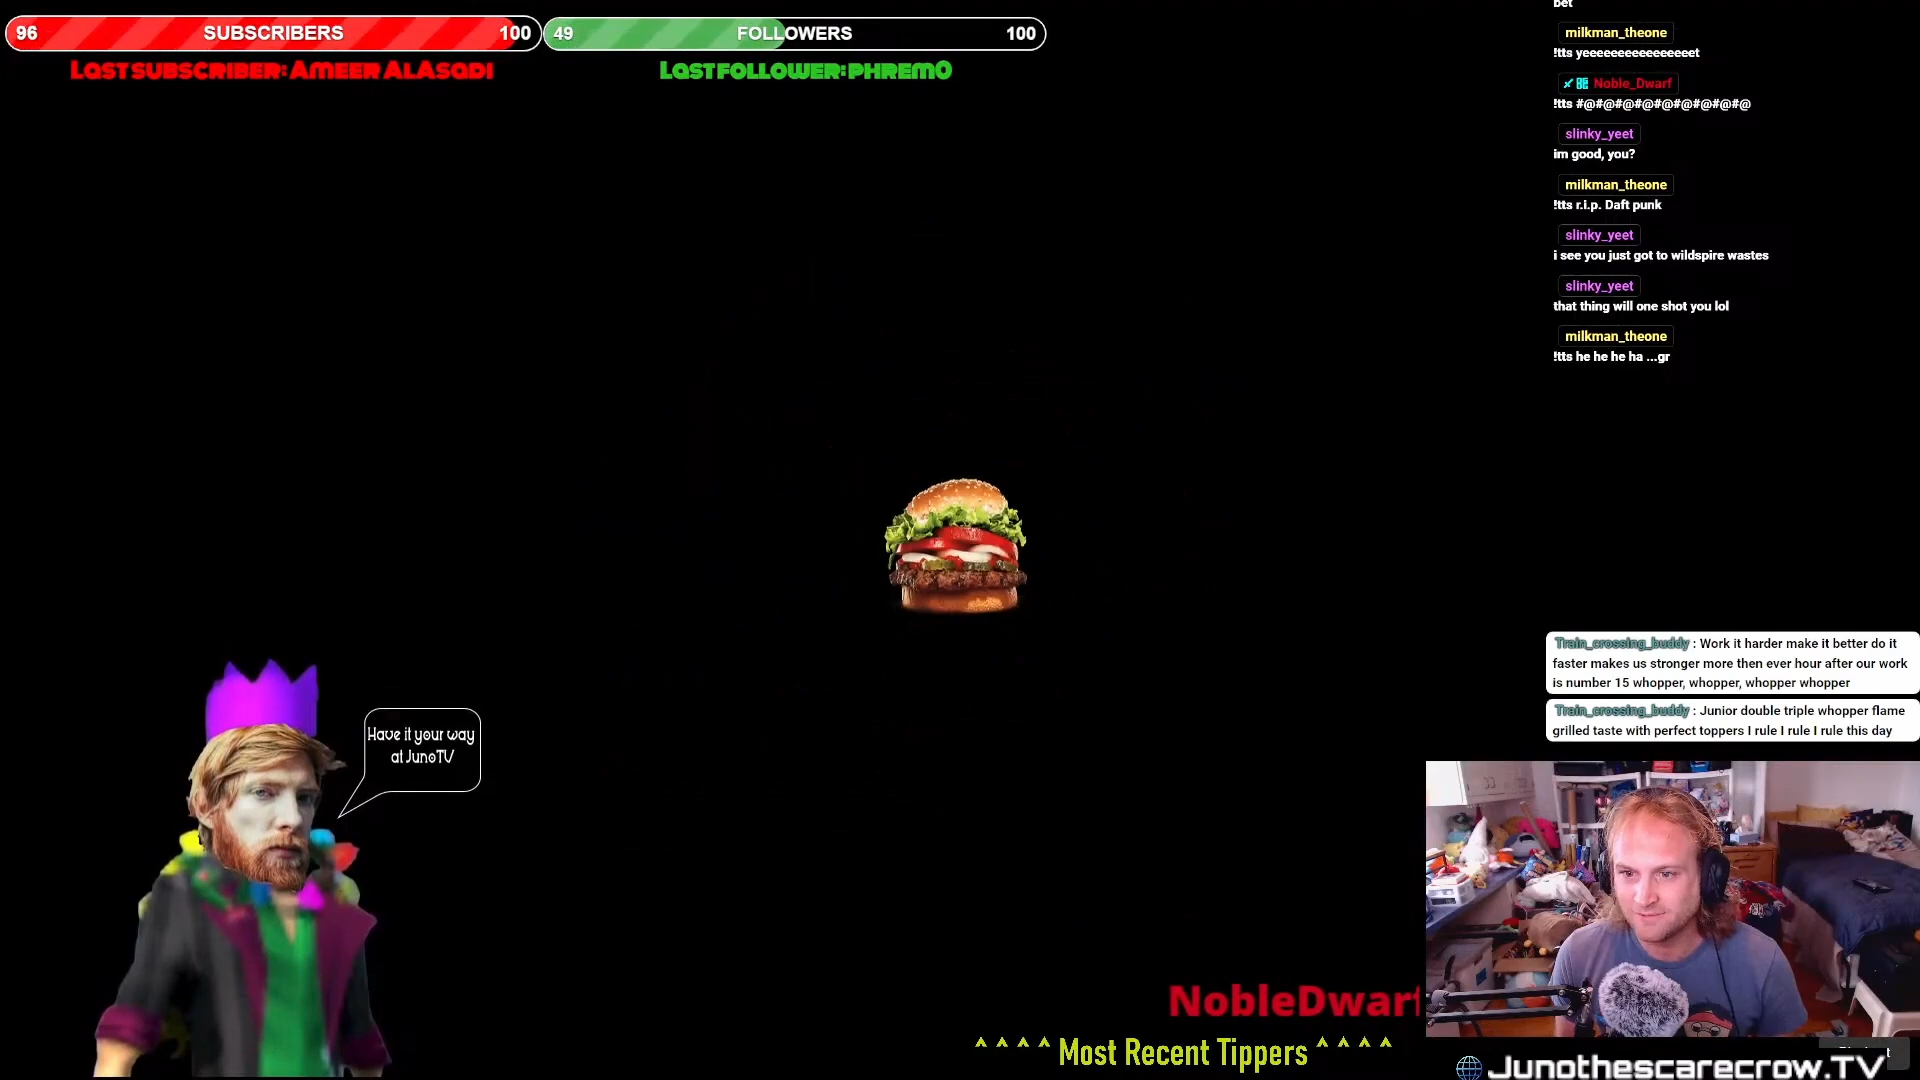 96 SUBSCRIBERS 100
49 FOLLOWERS 100
Last subscriber: Ameer AlAsadi
Last follower: phrem0
bet
milkman_theone
!tts yeeeeeeeeeeeeeeet
Noble_Dwarf
!tts #@#@#@#@#@#@#@#@#@
slinky_yeet
im good, you?
milkman_theone
!tts r.i.p. Daft punk
slinky_yeet
i see you just got to wildspire wastes
slinky_yeet
that thing will one shot you lol
milkman_theone
!tts he he he ha ...gr
Train_crossing_buddy : Work it harder make it better do it
faster makes us stronger more then ever hour after our work
is number 15 whopper, whopper, whopper whopper
Train_crossing_buddy : Junior double triple whopper flame
grilled taste with perfect toppers I rule I rule I rule this day
Have it your way
at JunoTV
NobleDwarf
^ ^ ^ ^ Most Recent Tippers ^ ^ ^ ^
Junothescarecrow.TV